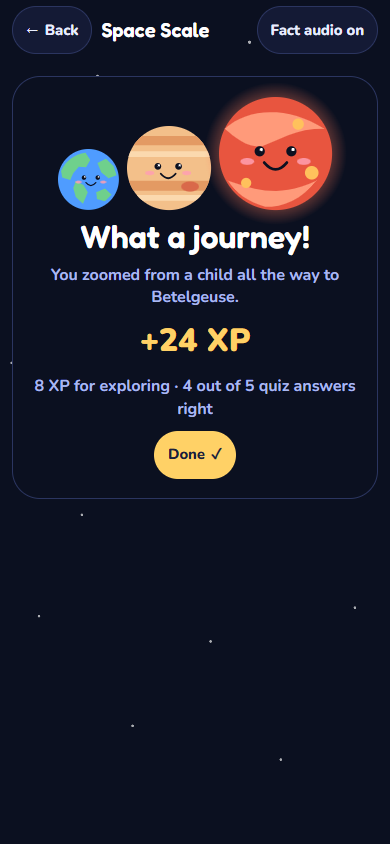 ← Back
Space Scale
Fact audio on
What a journey!
You zoomed from a child all the way to
Betelgeuse.
+24 XP
8 XP for exploring · 4 out of 5 quiz answers
right
Done ✓